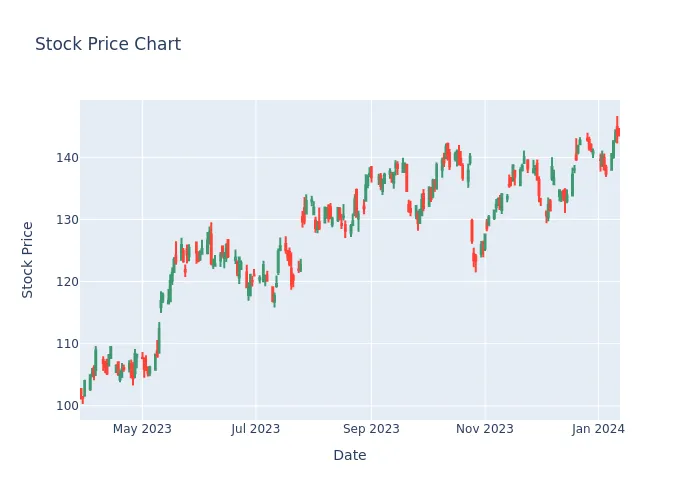 Stock Price Chart
Stock Price
140
130
120
110
100
May 2023
Jul 2023
Sep 2023
Nov 2023
Jan 2024
Date